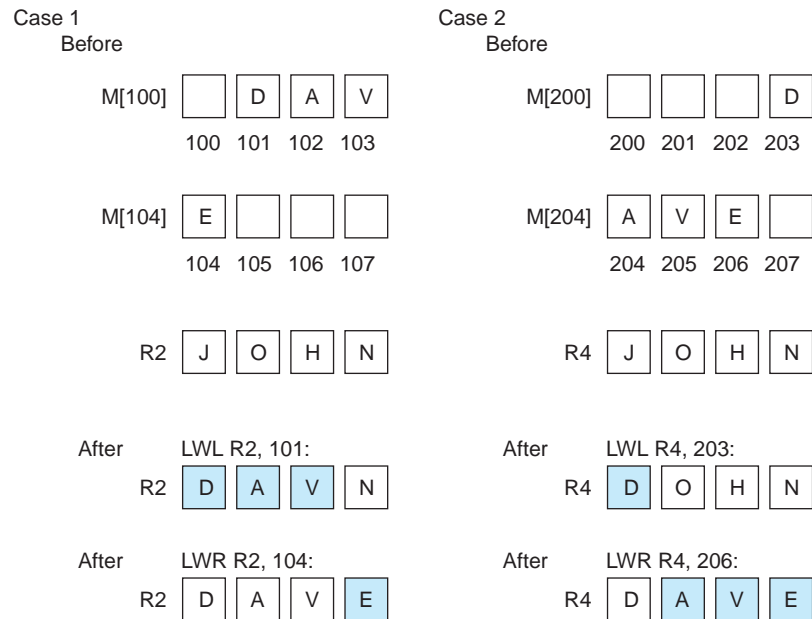 Case 1 Case 2
Before Before
M[100] D A V M[200] D
100 101 102 103 200 201 202 203
M[104] E M[204] A V E
104 105 106 107 204 205 206 207
R2 J O H N R4 J O H N
After LWL R2, 101: After LWL R4, 203:
R2 D A V N R4 D O H N
After LWR R2, 104: After LWR R4, 206:
R2 D A V E R4 D A V E